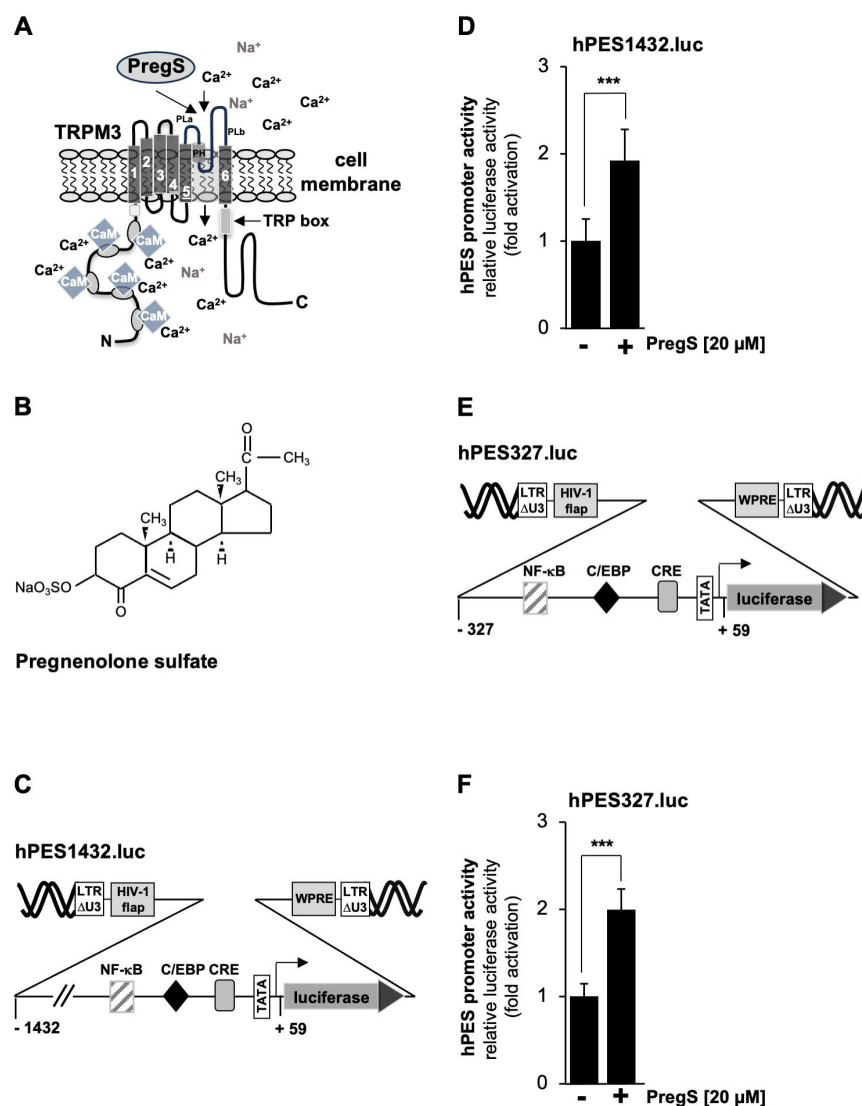 A
Na⁺
PregS
Ca²⁺
Ca²⁺
Na⁺
Ca²⁺
PLa
Ca²⁺
TRPM3
PLb
PH
1
2
3
4
5
6
cell
membrane
Ca²⁺
TRP box
CaM
Ca²⁺
CaM
Ca²⁺
Ca²⁺
Na⁺
CaM
CaM
Ca²⁺
Ca²⁺
C
CaM
Ca²⁺
N
Na⁺
B
O
C
CH₃
CH₃
CH₃
H
H
NaO₃SO
O
Pregnenolone sulfate
C
hPES1432.luc
LTR
ΔU3
HIV-1
flap
WPRE
LTR
ΔU3
NF-κB
C/EBP
CRE
TATA
luciferase
- 1432
+ 59
D
hPES1432.luc
hPES promoter activity
relative luciferase activity
(fold activation)
3
2
1
0
***
-
+
PregS [20 µM]
E
hPES327.luc
LTR
ΔU3
HIV-1
flap
WPRE
LTR
ΔU3
NF-κB
C/EBP
CRE
TATA
luciferase
- 327
+ 59
F
hPES327.luc
hPES promoter activity
relative luciferase activity
(fold activation)
3
2
1
0
***
-
+
PregS [20 µM]